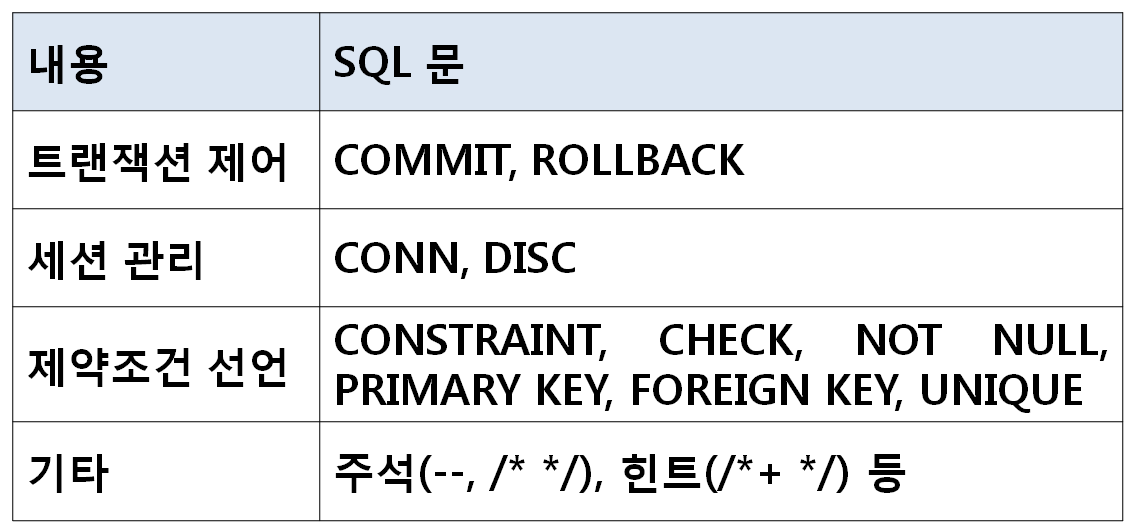 내용 SQL 문
트랜잭션 제어 COMMIT, ROLLBACK
세션 관리 CONN, DISC
제약조건 선언 CONSTRAINT, CHECK, NOT NULL,
PRIMARY KEY, FOREIGN KEY, UNIQUE
기타 주석(--, /* */), 힌트(/*+ */) 등